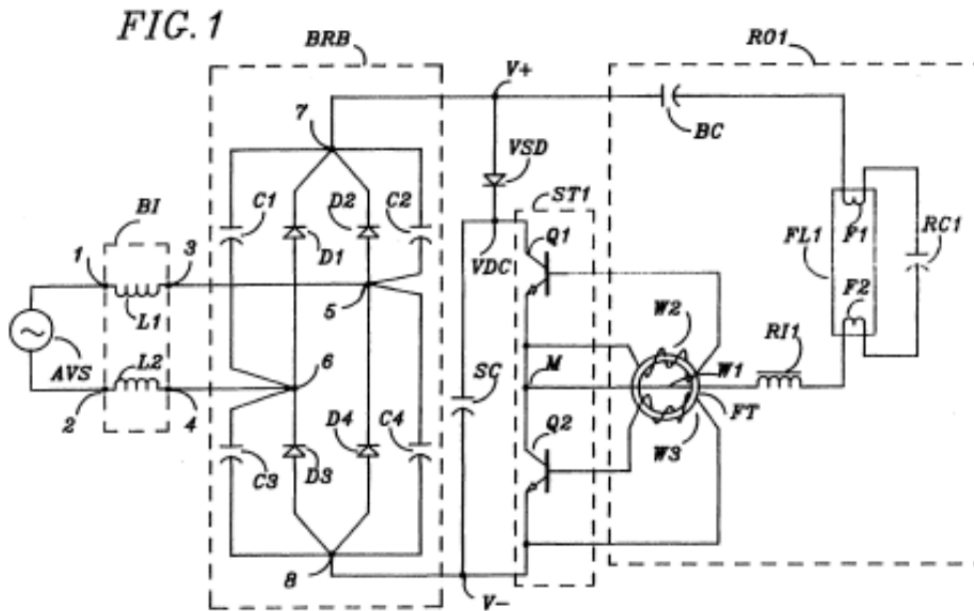 FIG. 1
BRB
RO1
V+
7
BC
VSD
ST1
C1
D2
C2
BI
Q1
F1
RC1
1
3
D1
VDC
FL1
5
F2
L1
W2
RI1
AVS
L2
6
SC
M
W1
FT
2
4
D4
C4
Q2
W3
C3
D3
8
V-